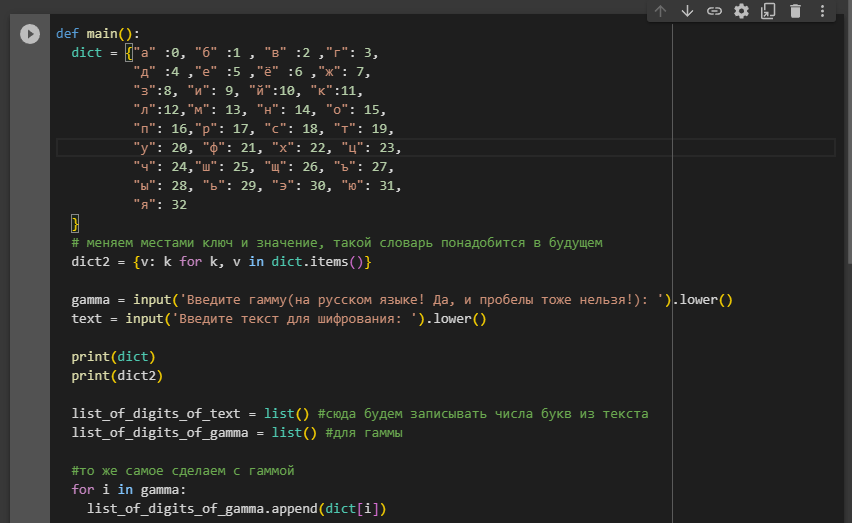 def main():
  dict = {"а" :0, "б" :1 , "в" :2 ,"г": 3,
          "д" :4 ,"е" :5 ,"ё" :6 ,"ж": 7,
          "з":8, "и": 9, "й":10, "к":11,
          "л":12,"м": 13, "н": 14, "о": 15,
          "п": 16,"р": 17, "с": 18, "т": 19,
          "у": 20, "ф": 21, "х": 22, "ц": 23,
          "ч": 24,"ш": 25, "щ": 26, "ъ": 27,
          "ы": 28, "ь": 29, "э": 30, "ю": 31,
          "я": 32
  }
  # меняем местами ключ и значение, такой словарь понадобится в будущем
  dict2 = {v: k for k, v in dict.items()}
  gamma = input('Введите гамму(на русском языке! Да, и пробелы тоже нельзя!): ').lower()
  text = input('Введите текст для шифрования: ').lower()
  print(dict)
  print(dict2)
  list_of_digits_of_text = list() #сюда будем записывать числа букв из текста
  list_of_digits_of_gamma = list() #для гаммы
  #то же самое сделаем с гаммой
  for i in gamma:
    list_of_digits_of_gamma.append(dict[i])